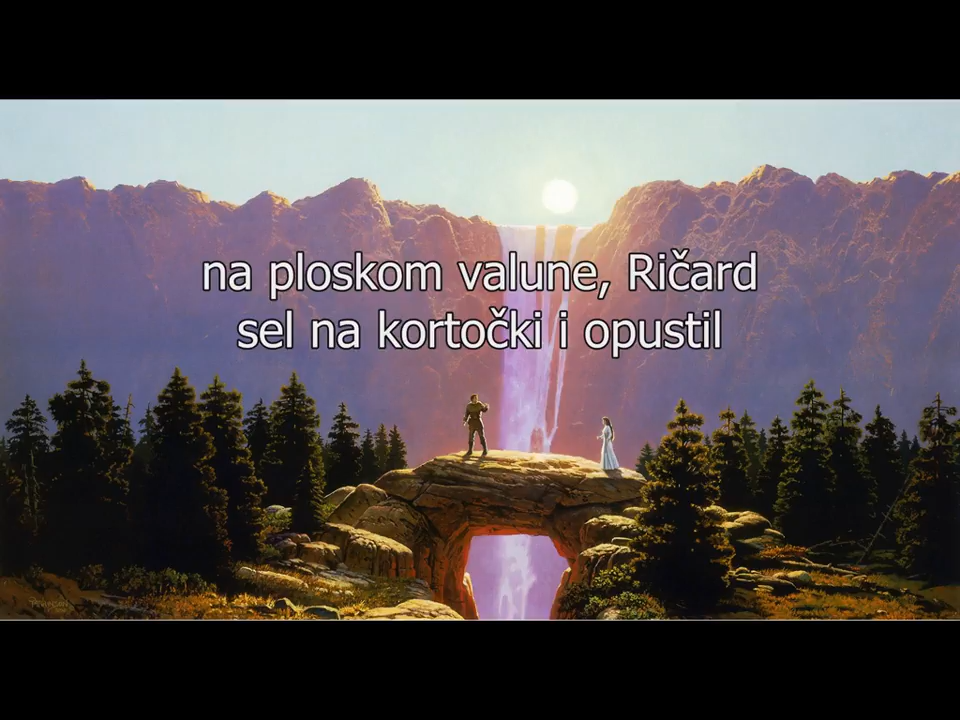 na ploskom valune, Ričard
sel na kortočki i opustil